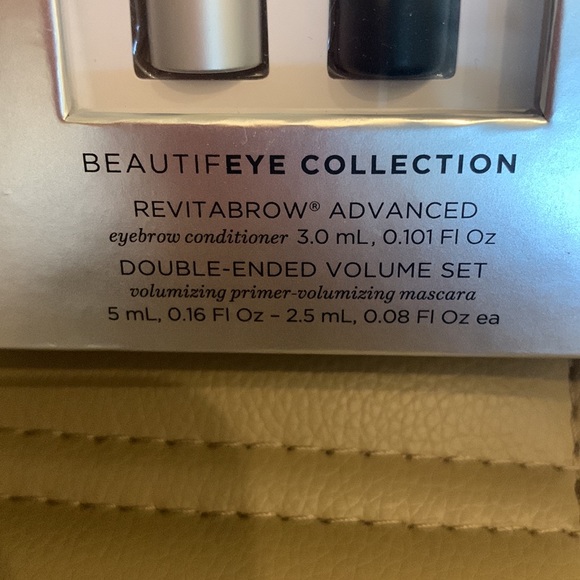 BEAUTIFEYE COLLECTION
REVITABROW® ADVANCED
eyebrow conditioner 3.0 mL, 0.101 Fl Oz
DOUBLE-ENDED VOLUME SET
volumizing primer-volumizing mascara
5 mL, 0.16 Fl Oz – 2.5 mL, 0.08 Fl Oz ea